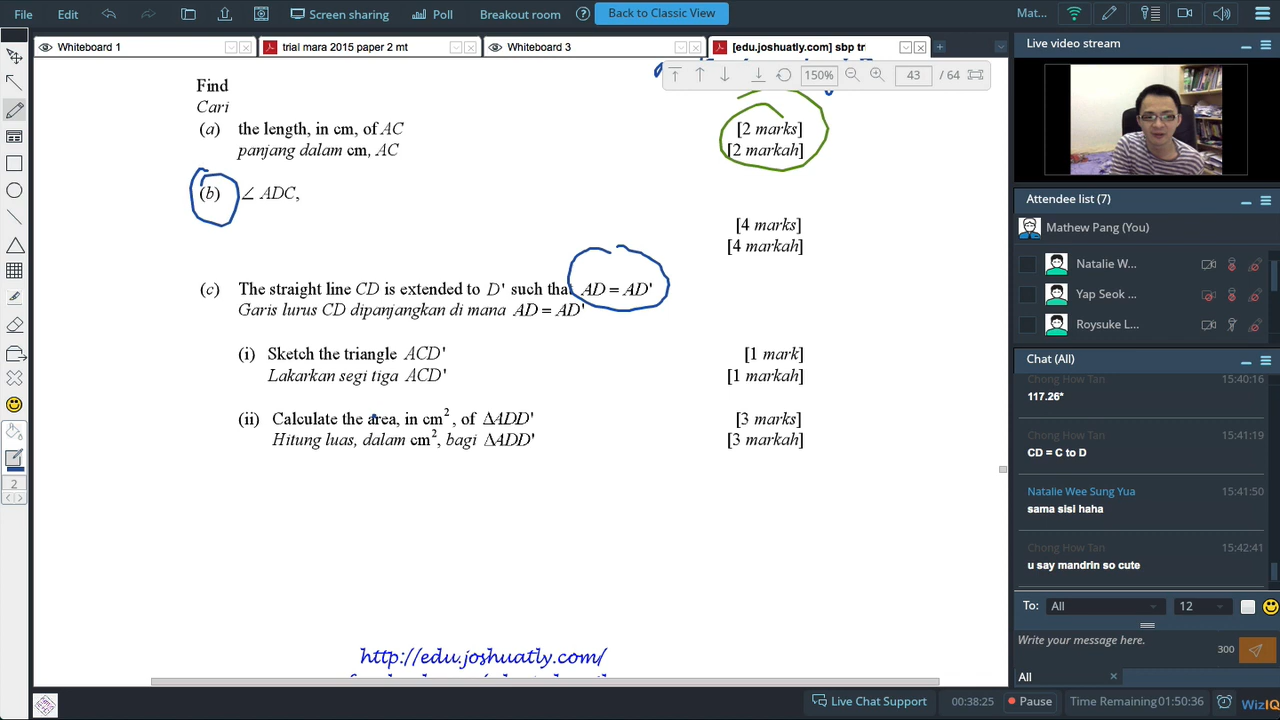 File Edit Screen sharing Poll Breakout room ? Back to Classic View Mat...
Whiteboard 1 trial mara 2015 paper 2 mt Whiteboard 3 [edu.joshuatly.com] sbp tr
150% 43 / 64
Find
Cari
(a) the length, in cm, of AC [2 marks]
panjang dalam cm, AC [2 markah]
(b) ∠ ADC,
[4 marks]
[4 markah]
(c) The straight line CD is extended to D' such that AD = AD'
Garis lurus CD dipanjangkan di mana AD = AD'
(i) Sketch the triangle ACD' [1 mark]
Lakarkan segi tiga ACD' [1 markah]
(ii) Calculate the area, in cm², of ΔADD' [3 marks]
Hitung luas, dalam cm², bagi ΔADD' [3 markah]
http://edu.joshuatly.com/
2
Live video stream
Attendee list (7)
Mathew Pang (You)
Natalie W...
Yap Seok ...
Roysuke L...
Chat (All)
Chong How Tan 15:40:16
117.26*
Chong How Tan 15:41:19
CD = C to D
Natalie Wee Sung Yua 15:41:50
sama sisi haha
Chong How Tan 15:42:41
u say mandrin so cute
To: All 12
Write your message here.
300
All
Live Chat Support 00:38:25 Pause Time Remaining 01:50:36 WizIQ